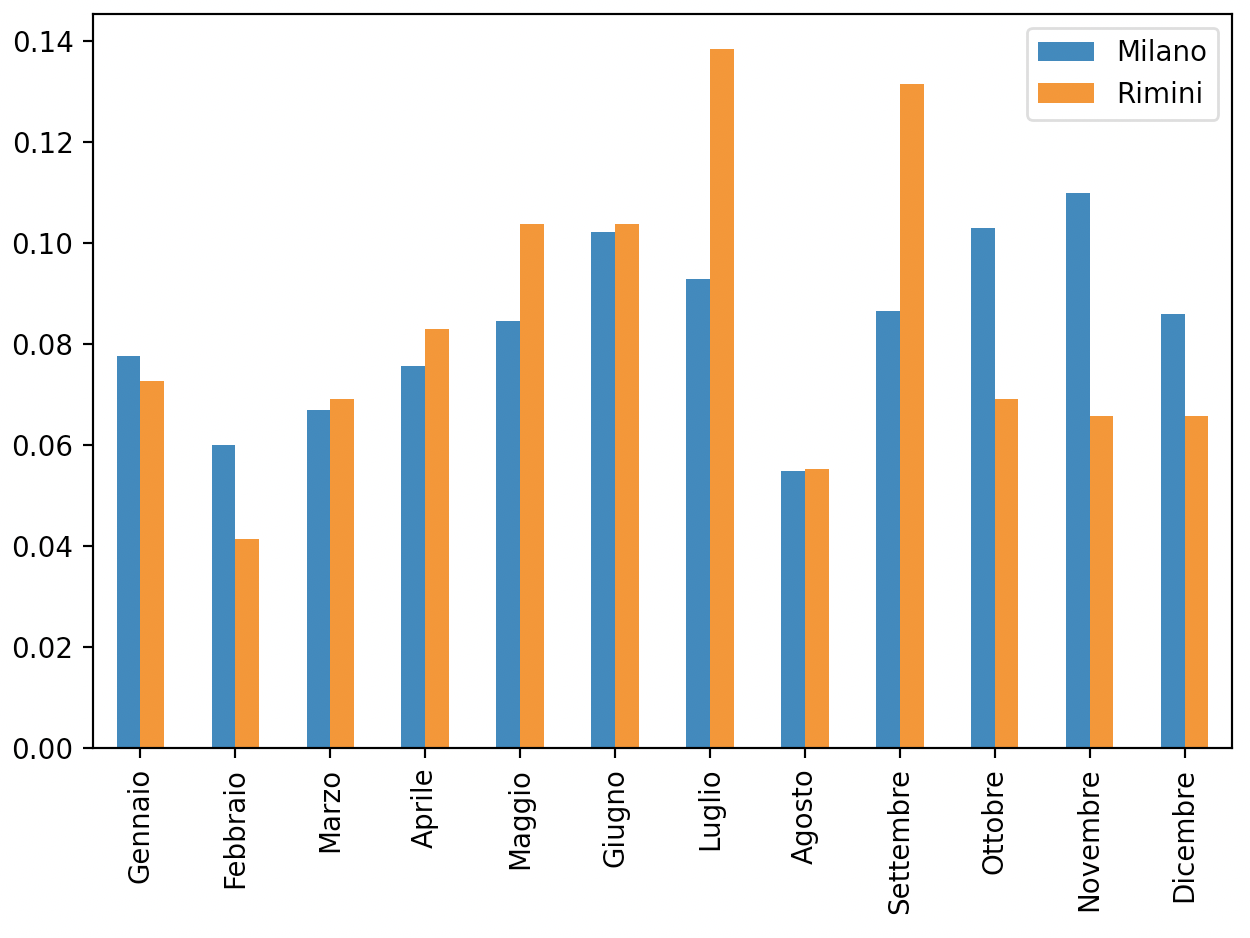 0.14
0.12
0.10
0.08
0.06
0.04
0.02
0.00
Milano
Rimini
Gennaio
Febbraio
Marzo
Aprile
Maggio
Giugno
Luglio
Agosto
Settembre
Ottobre
Novembre
Dicembre